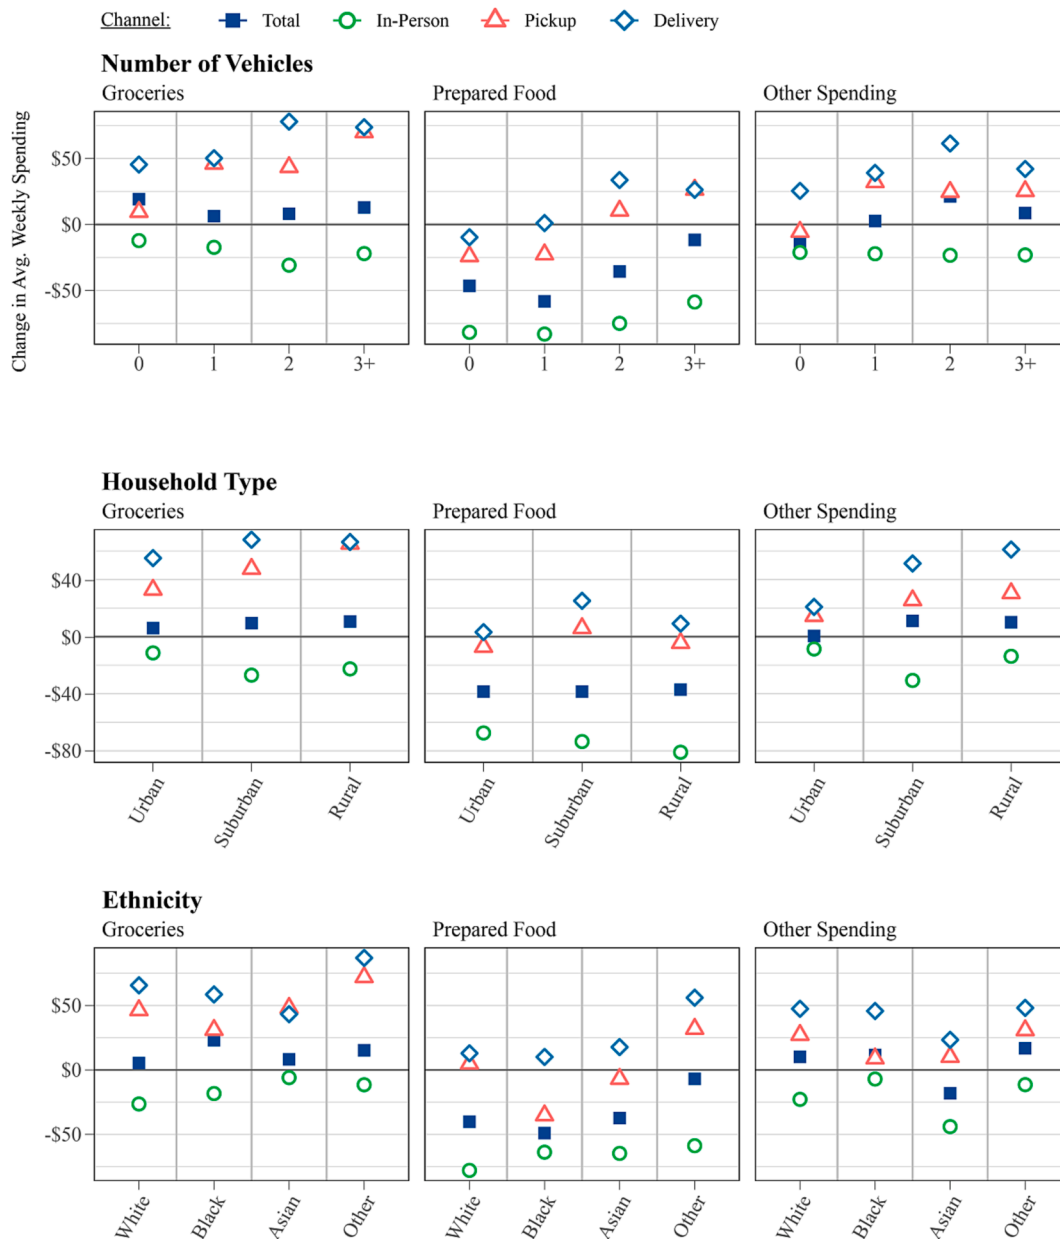 Channel: Total In-Person Pickup Delivery
Number of Vehicles
Groceries Prepared Food Other Spending
Change in Avg. Weekly Spending
$50
$0
-$50
0 1 2 3+ 0 1 2 3+ 0 1 2 3+
Household Type
Groceries Prepared Food Other Spending
$40
$0
-$40
-$80
Urban Suburban Rural Urban Suburban Rural Urban Suburban Rural
Ethnicity
Groceries Prepared Food Other Spending
$50
$0
-$50
White Black Asian Other White Black Asian Other White Black Asian Other